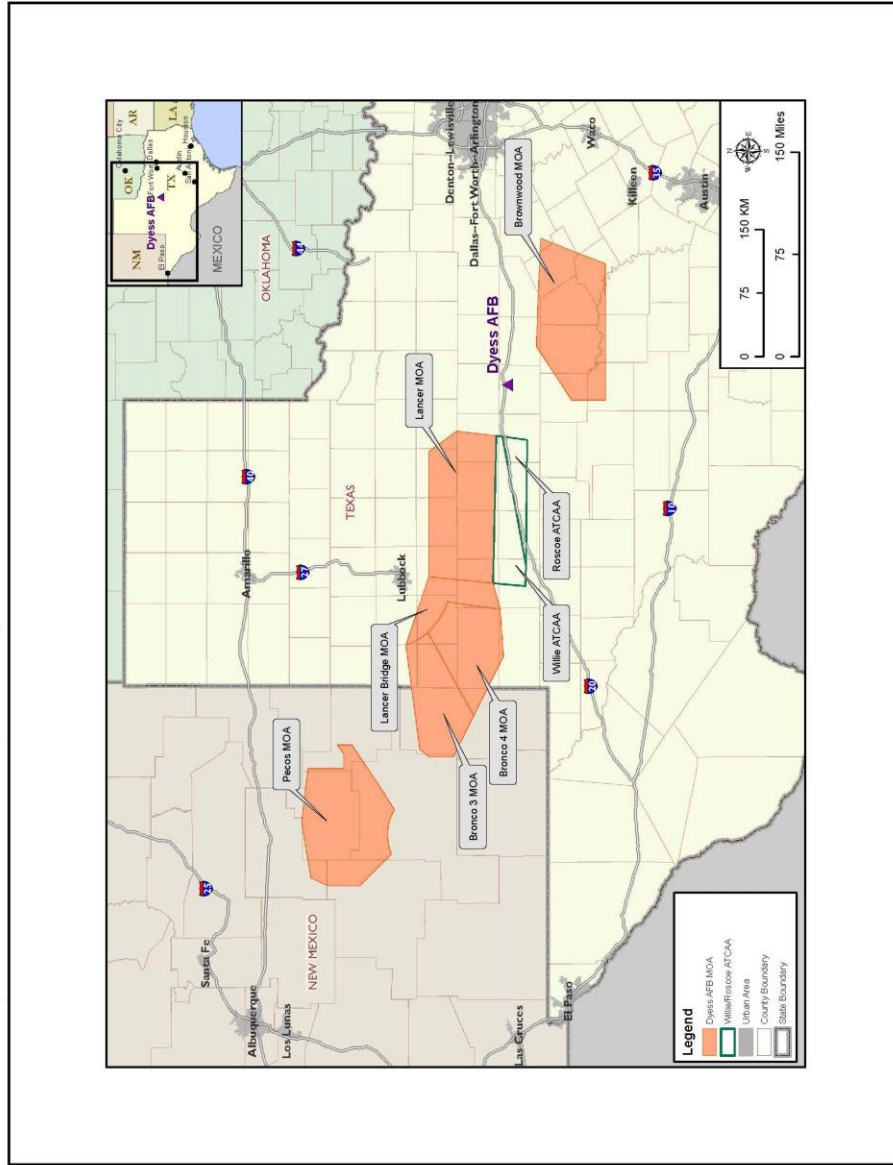 OKLAHOMA
44
40
Amarillo
27
TEXAS
Lubbock
NEW MEXICO
25
Santa Fe
Albuquerque
Los Lunas
Las Cruces
El Paso
Pecos MOA
Lancer Bridge MOA
Lancer MOA
Bronco 3 MOA
Bronco 4 MOA
Willie ATCAA
Roscoe ATCAA
Dyess AFB
Brownwood MOA
Denton--Lewisville
Dallas--Fort Worth--Arlington
Waco
Killeen
35
Austin
20
10
NM
OK
AR
LA
TX
Oklahoma City
Dallas
Austin
Houston
El Paso
Dyess AFB
MEXICO
Legend
Dyess AFB MOA
Willie/Roscoe ATCAA
Urban Area
County Boundary
State Boundary
N
W
E
S
0 75 150 KM
0 75 150 Miles